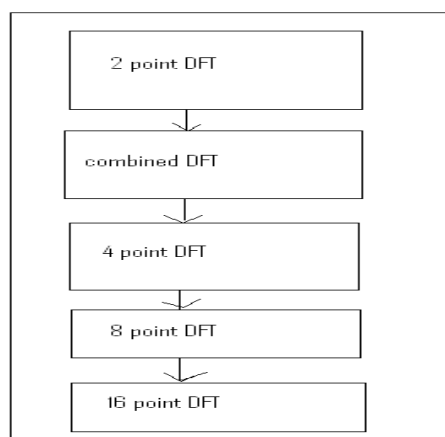 2 point DFT
combined DFT
4 point DFT
8 point DFT
16 point DFT